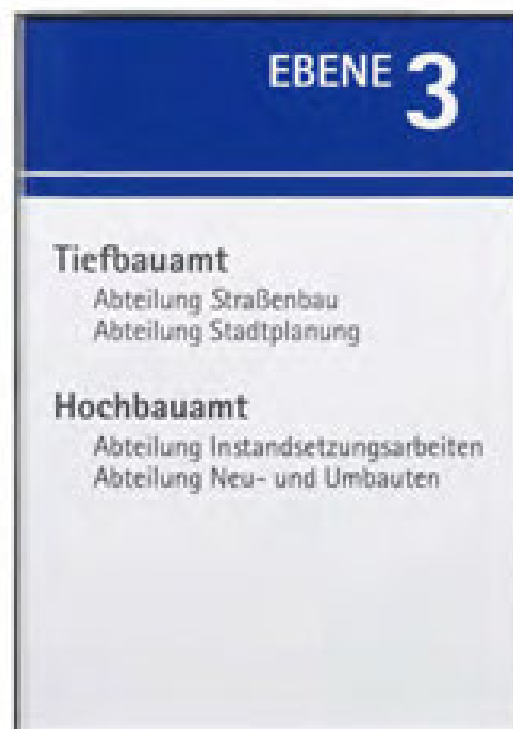 EBENE 3
Tiefbauamt
Abteilung Straßenbau
Abteilung Stadtplanung
Hochbauamt
Abteilung Instandsetzungsarbeiten
Abteilung Neu- und Umbauten